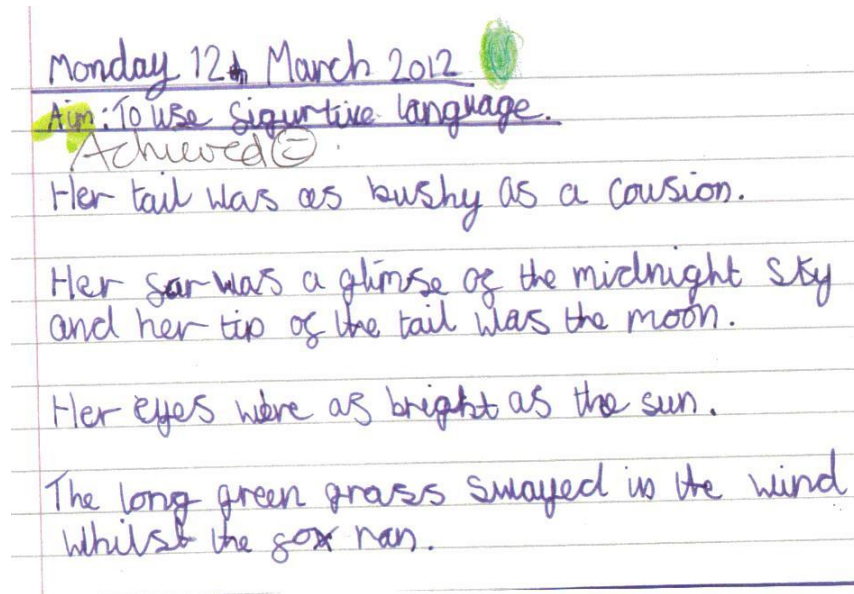 Monday 12th March 2012
Aim: To use figurtive language.
Achieved
Her tail was as bushy as a cousion.
Her fur was a glimse of the midnight sky
and her tip of the tail was the moon.
Her eyes were as bright as the sun.
The long green grass swayed in the wind
whilst the fox ran.